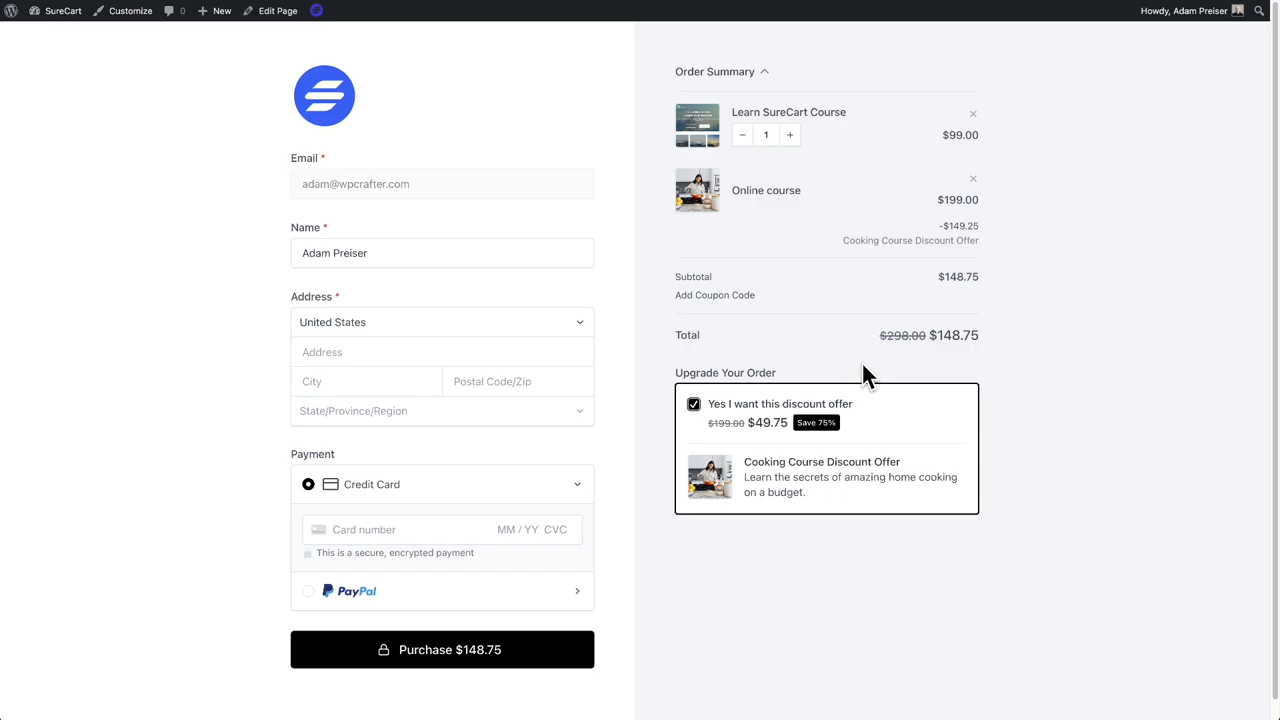 SureCart Customize 0 New Edit Page Howdy, Adam Preiser
Email *
adam@wpcrafter.com
Name *
Adam Preiser
Address *
United States
Address
City Postal Code/Zip
State/Province/Region
Payment
Credit Card
Card number MM / YY CVC
This is a secure, encrypted payment
PayPal
Purchase $148.75
Order Summary
Learn SureCart Course
− 1 + $99.00
Online course
$199.00
-$149.25
Cooking Course Discount Offer
Subtotal $148.75
Add Coupon Code
Total $298.00 $148.75
Upgrade Your Order
Yes I want this discount offer
$199.00 $49.75 Save 75%
Cooking Course Discount Offer
Learn the secrets of amazing home cooking
on a budget.